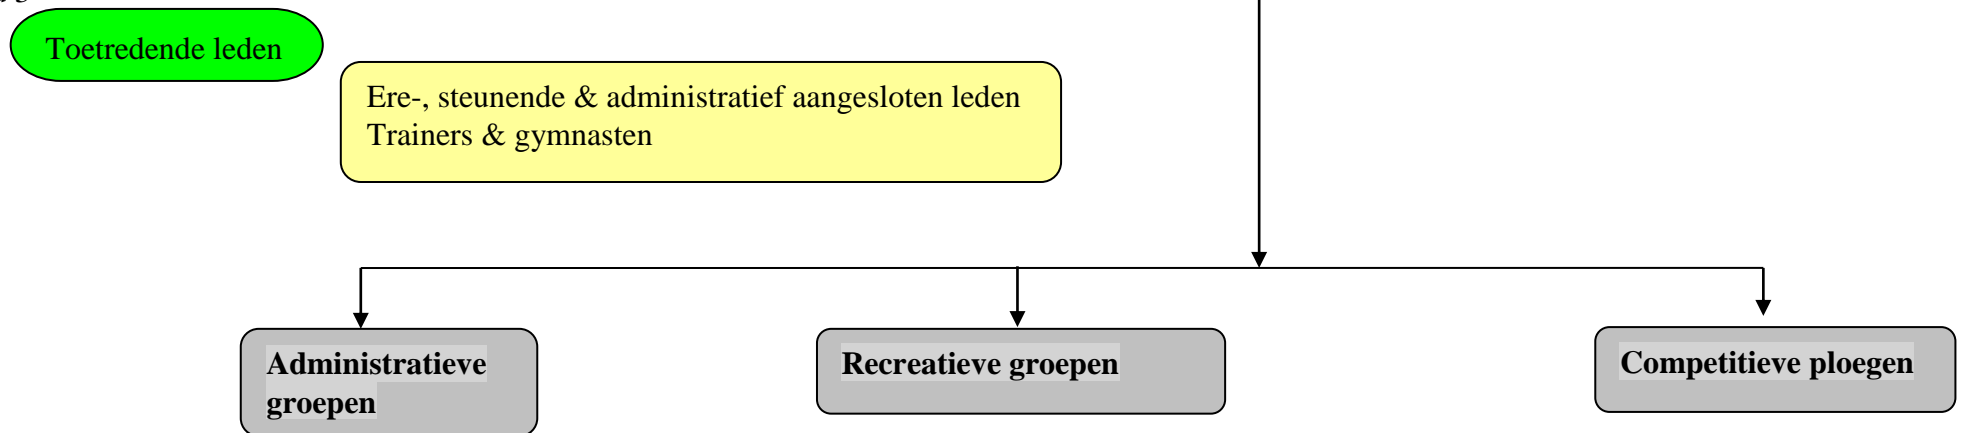 Toetredende leden
Ere-, steunende & administratief aangesloten leden
Trainers & gymnasten
Administratieve
groepen
Recreatieve groepen
Competitieve ploegen